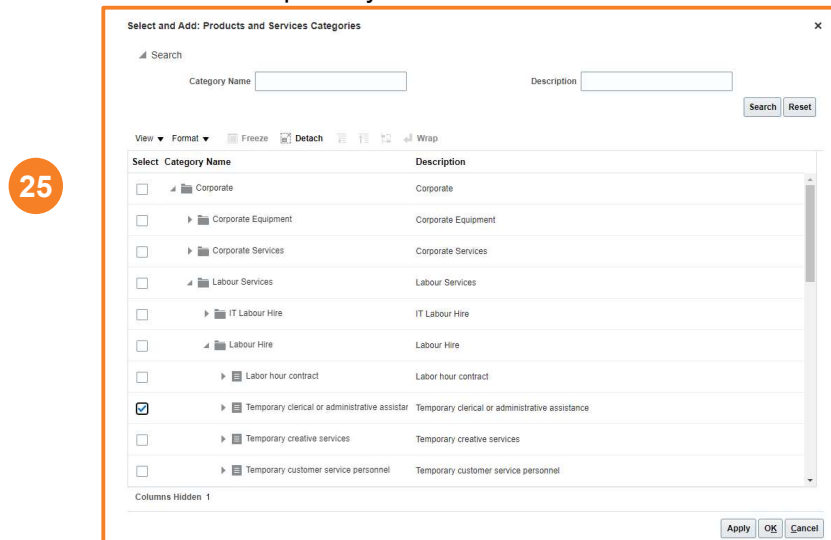 Select and Add: Products and Services Categories
Search
Category Name
Description
Search Reset
View Format Freeze Detach Wrap
Select Category Name Description
Corporate Corporate
Corporate Equipment Corporate Equipment
Corporate Services Corporate Services
Labour Services Labour Services
IT Labour Hire IT Labour Hire
Labour Hire Labour Hire
Labor hour contract Labor hour contract
Temporary clerical or administrative assistar Temporary clerical or administrative assistance
Temporary creative services Temporary creative services
Temporary customer service personnel Temporary customer service personnel
Columns Hidden 1
Apply OK Cancel
25